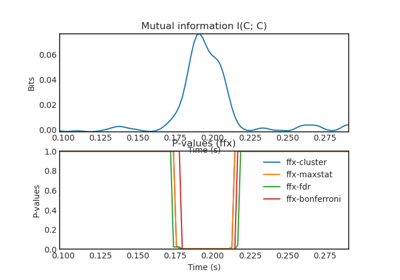 Mutual information I(C; C)
0.06
0.04
0.02
0.00
Bits
0.100 0.125 0.150 0.175 0.200 0.225 0.250 0.275
Time (s)
P-values (ffx)
1.0
0.8
0.6
0.4
0.2
0.0
P-values
ffx-cluster
ffx-maxstat
ffx-fdr
ffx-bonferroni
0.100 0.125 0.150 0.175 0.200 0.225 0.250 0.275
Time (s)